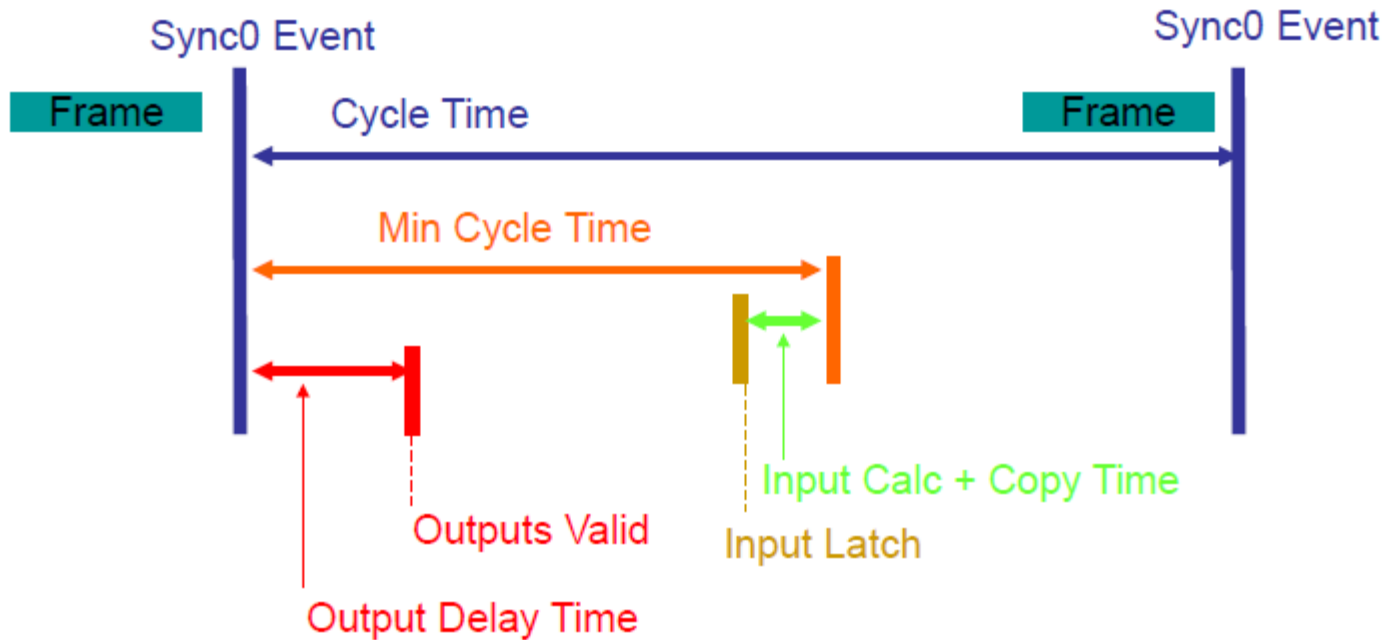 Sync0 Event
Sync0 Event
Frame
Cycle Time
Frame
Min Cycle Time
Input Calc + Copy Time
Outputs Valid
Input Latch
Output Delay Time